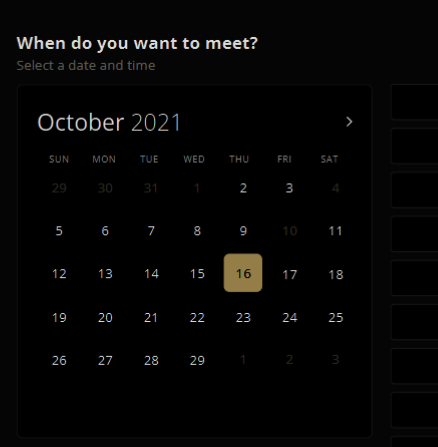 When do you want to meet?
Select a date and time
October 2021
SUN MON TUE WED THU FRI SAT
29 30 31 1 2 3 4
5 6 7 8 9 10 11
12 13 14 15 16 17 18
19 20 21 22 23 24 25
26 27 28 29 1 2 3